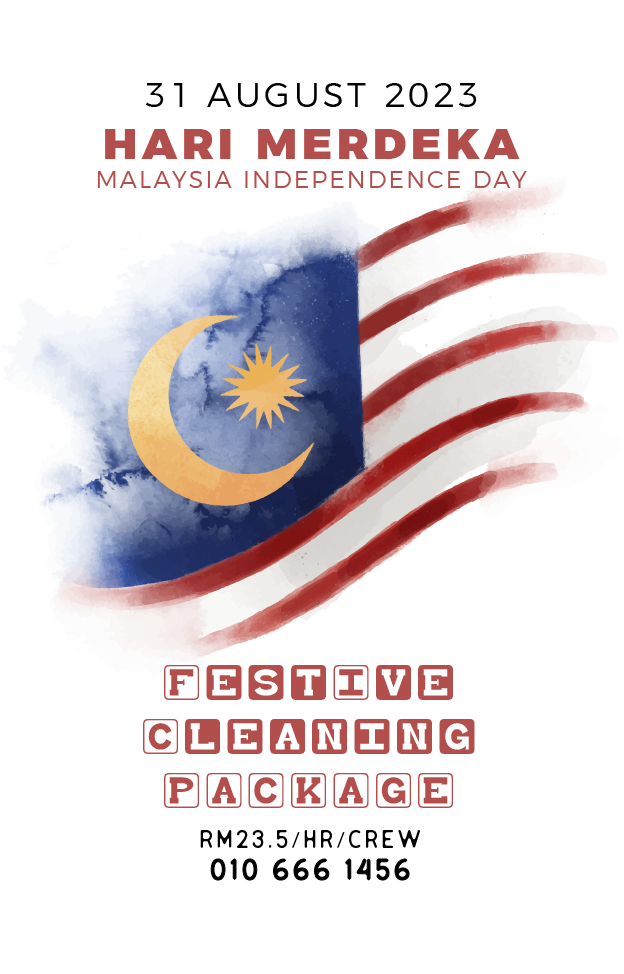 31 AUGUST 2023
HARI MERDEKA
MALAYSIA INDEPENDENCE DAY
FESTIVE
CLEANING
PACKAGE
RM23.5/HR/CREW
010 666 1456